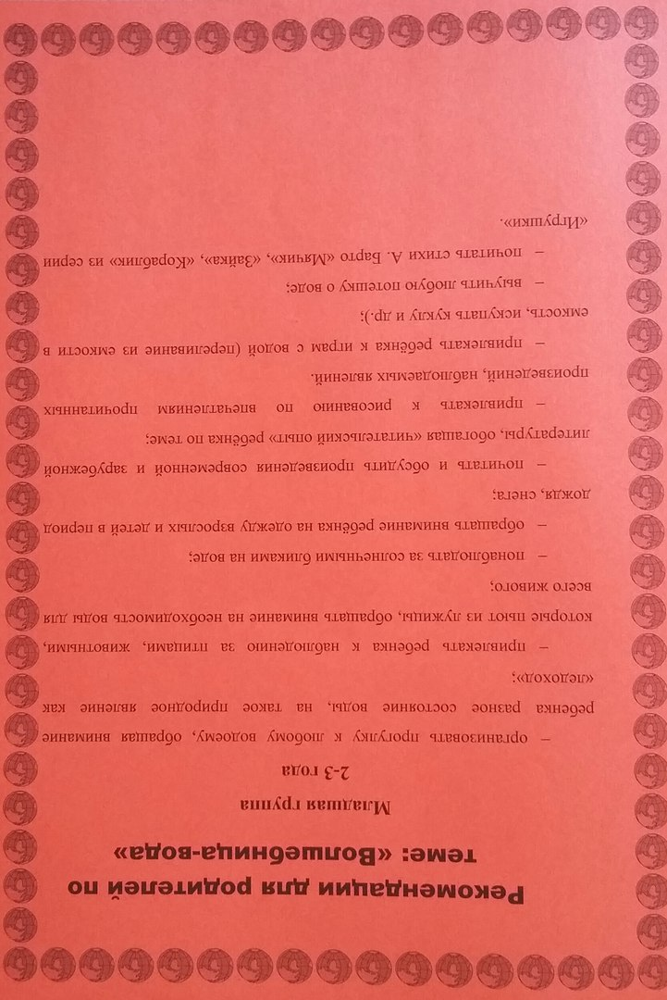 Рекомендации для родителей по
теме: «Волшебница-вода»
Младшая группа
2-3 года
– организовать прогулку к любому водоему, обращая внимание
ребенка разное состояние воды, на такое природное явление как
«ледоход»;
– привлекать ребенка к наблюдению за птицами, животными,
которые пьют из лужицы, обращать внимание на необходимость воды для
всего живого;
– понаблюдать за солнечными бликами на воде;
– обращать внимание ребёнка на одежду взрослых и детей в период
дождя, снега;
– почитать и обсудить произведения современной и зарубежной
литературы, обогащая «читательский опыт» ребёнка по теме;
– привлекать к рисованию по впечатлениям прочитанных
произведений, наблюдаемых явлений.
– привлекать ребёнка к играм с водой (переливание из емкости в
емкость, искупать куклу и др.);
– выучить любую потешку о воде;
– почитать стихи А. Барто «Мячик», «Зайка», «Кораблик» из серии
«Игрушки».